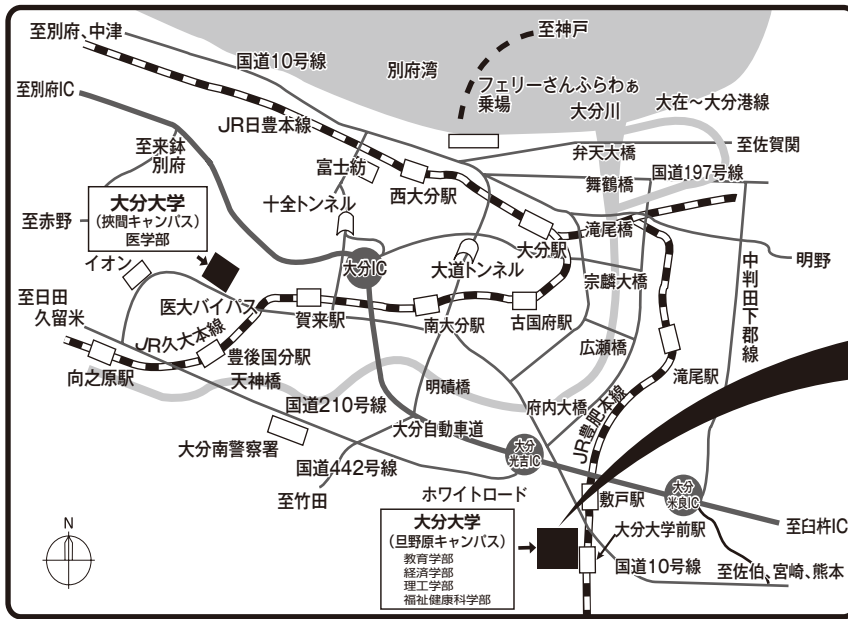 至神戸
至別府、中津
国道10号線
別府湾
フェリーさんふらわぁ
乗場
至別府IC
大分川
大在～大分港線
JR日豊本線
至来鉢
別府
弁天大橋
至佐賀関
富士紡
西大分駅
舞鶴橋
国道197号線
大分大学
(挾間キャンパス)
医学部
十全トンネル
至赤野
大分駅
滝尾橋
イオン
大分IC
大道トンネル
宗麟大橋
明野
中判田下郡線
至日田
久留米
医大バイパス
賀来駅
南大分駅
古国府駅
JR久大本線
豊後国分駅
広瀬橋
向之原駅
天神橋
明磧橋
滝尾駅
国道210号線
府内大橋
JR豊肥本線
大分自動車道
大分南警察署
大分
光吉IC
国道442号線
至竹田
ホワイトロード
敷戸駅
大分
米良IC
大分大学
(旦野原キャンパス)
教育学部
経済学部
理工学部
福祉健康科学部
大分大学前駅
至臼杵IC
国道10号線
至佐伯、宮崎、熊本
N